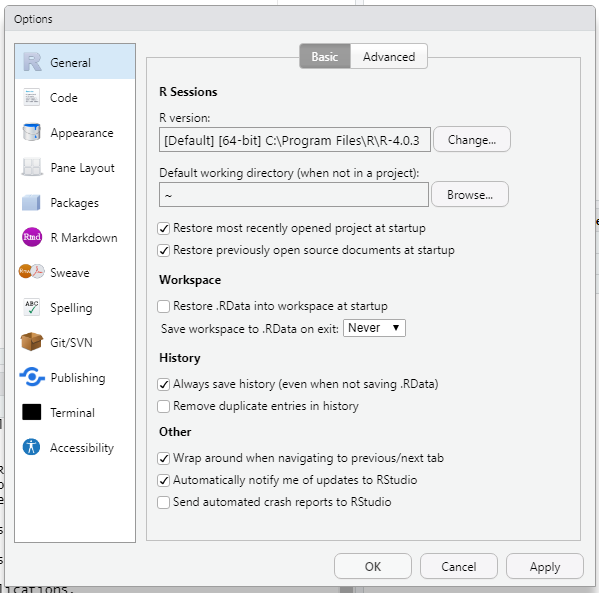 Options
General
Code
Appearance
Pane Layout
Packages
Rmd R Markdown
Sweave
ABC Spelling
Git/SVN
Publishing
Terminal
Accessibility
Basic Advanced
R Sessions
R version:
[Default] [64-bit] C:\Program Files\R\R-4.0.3 Change...
Default working directory (when not in a project):
~ Browse...
Restore most recently opened project at startup
Restore previously open source documents at startup
Workspace
Restore .RData into workspace at startup
Save workspace to .RData on exit: Never
History
Always save history (even when not saving .RData)
Remove duplicate entries in history
Other
Wrap around when navigating to previous/next tab
Automatically notify me of updates to RStudio
Send automated crash reports to RStudio
OK Cancel Apply